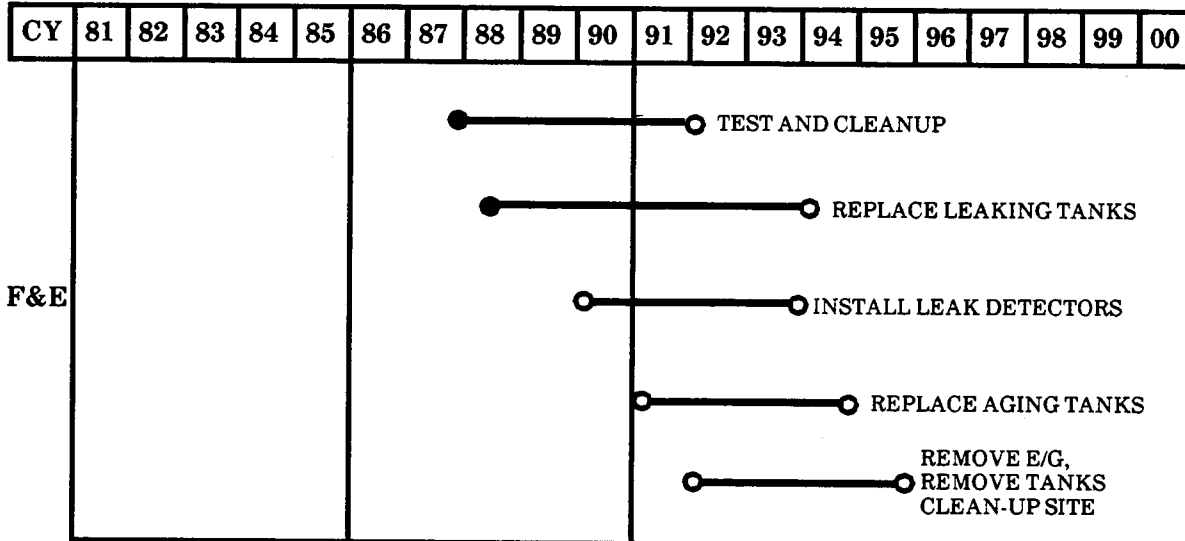 CY 81 82 83 84 85 86 87 88 89 90 91 92 93 94 95 96 97 98 99 00
TEST AND CLEANUP
REPLACE LEAKING TANKS
F&E
INSTALL LEAK DETECTORS
REPLACE AGING TANKS
REMOVE E/G,
REMOVE TANKS
CLEAN-UP SITE